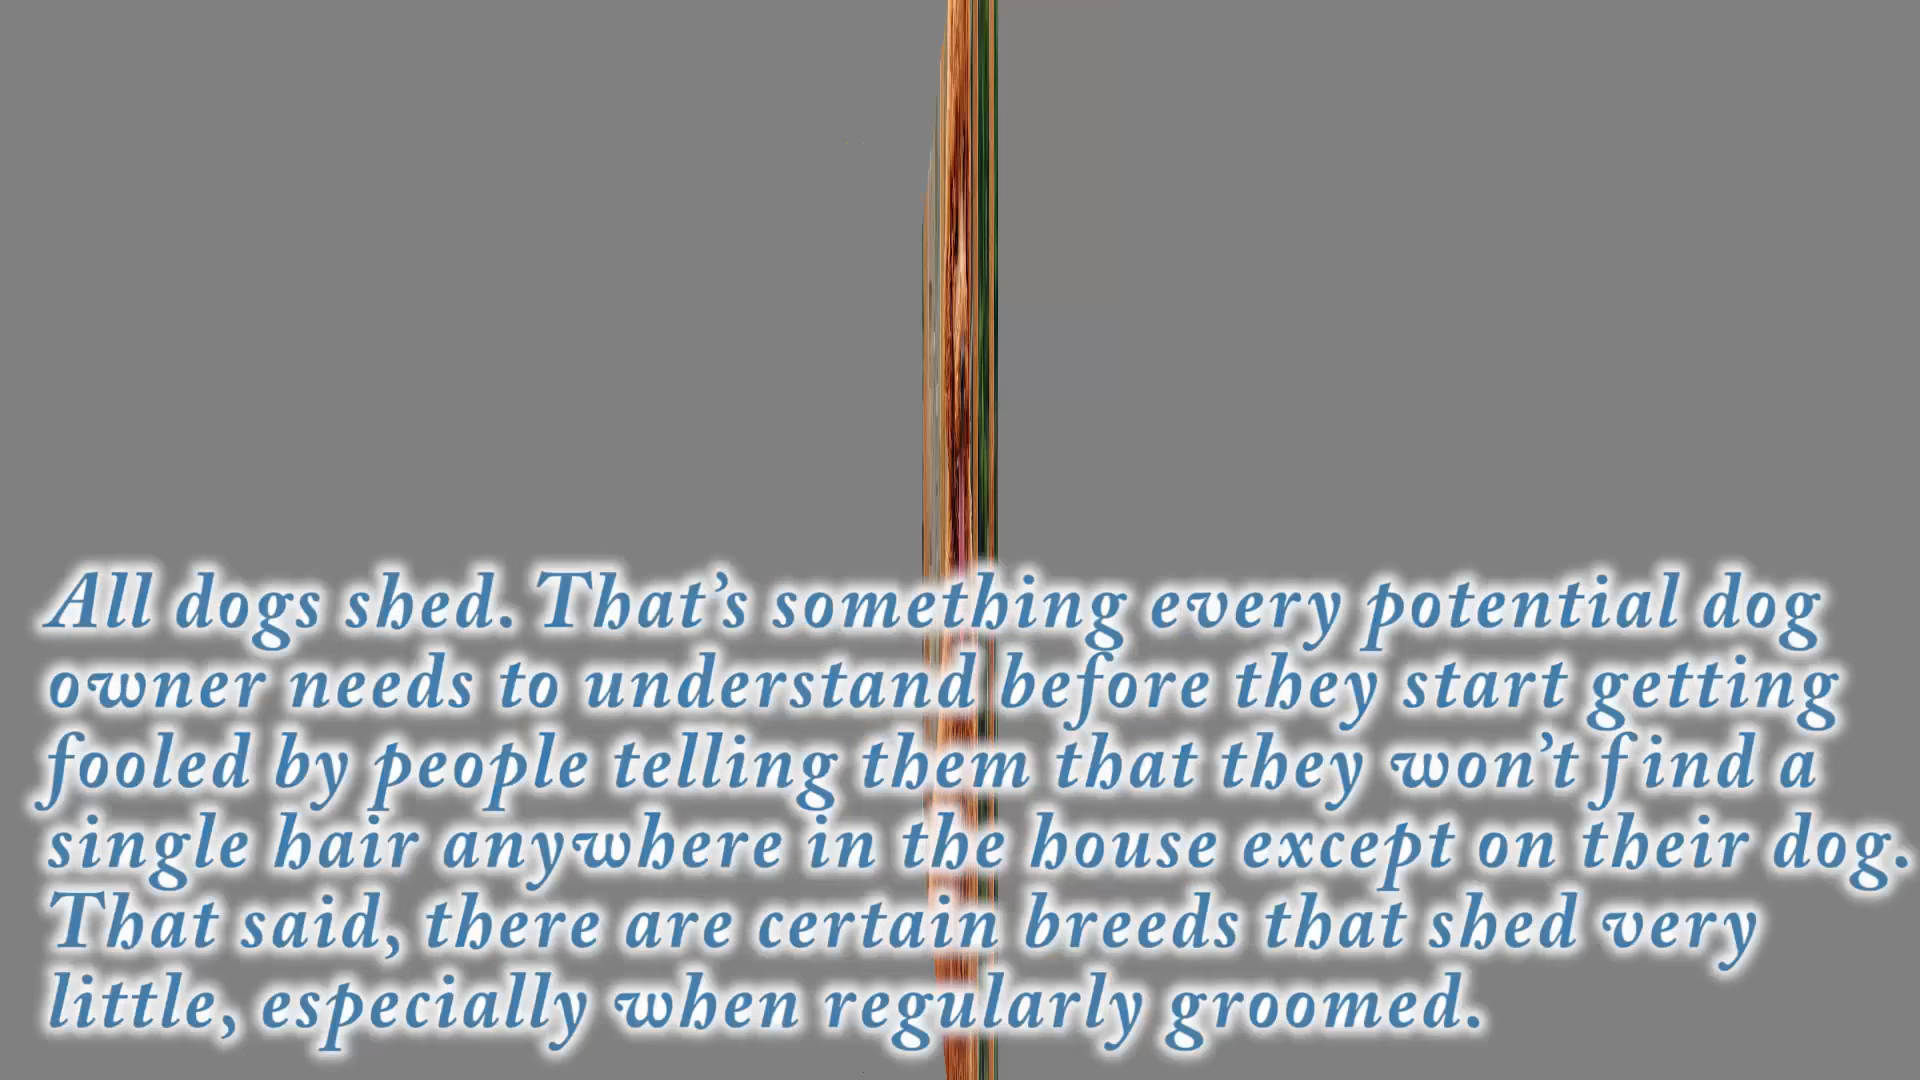 All dogs shed. That’s something every potential dog
owner needs to understand before they start getting
fooled by people telling them that they won’t find a
single hair anywhere in the house except on their dog.
That said, there are certain breeds that shed very
little, especially when regularly groomed.